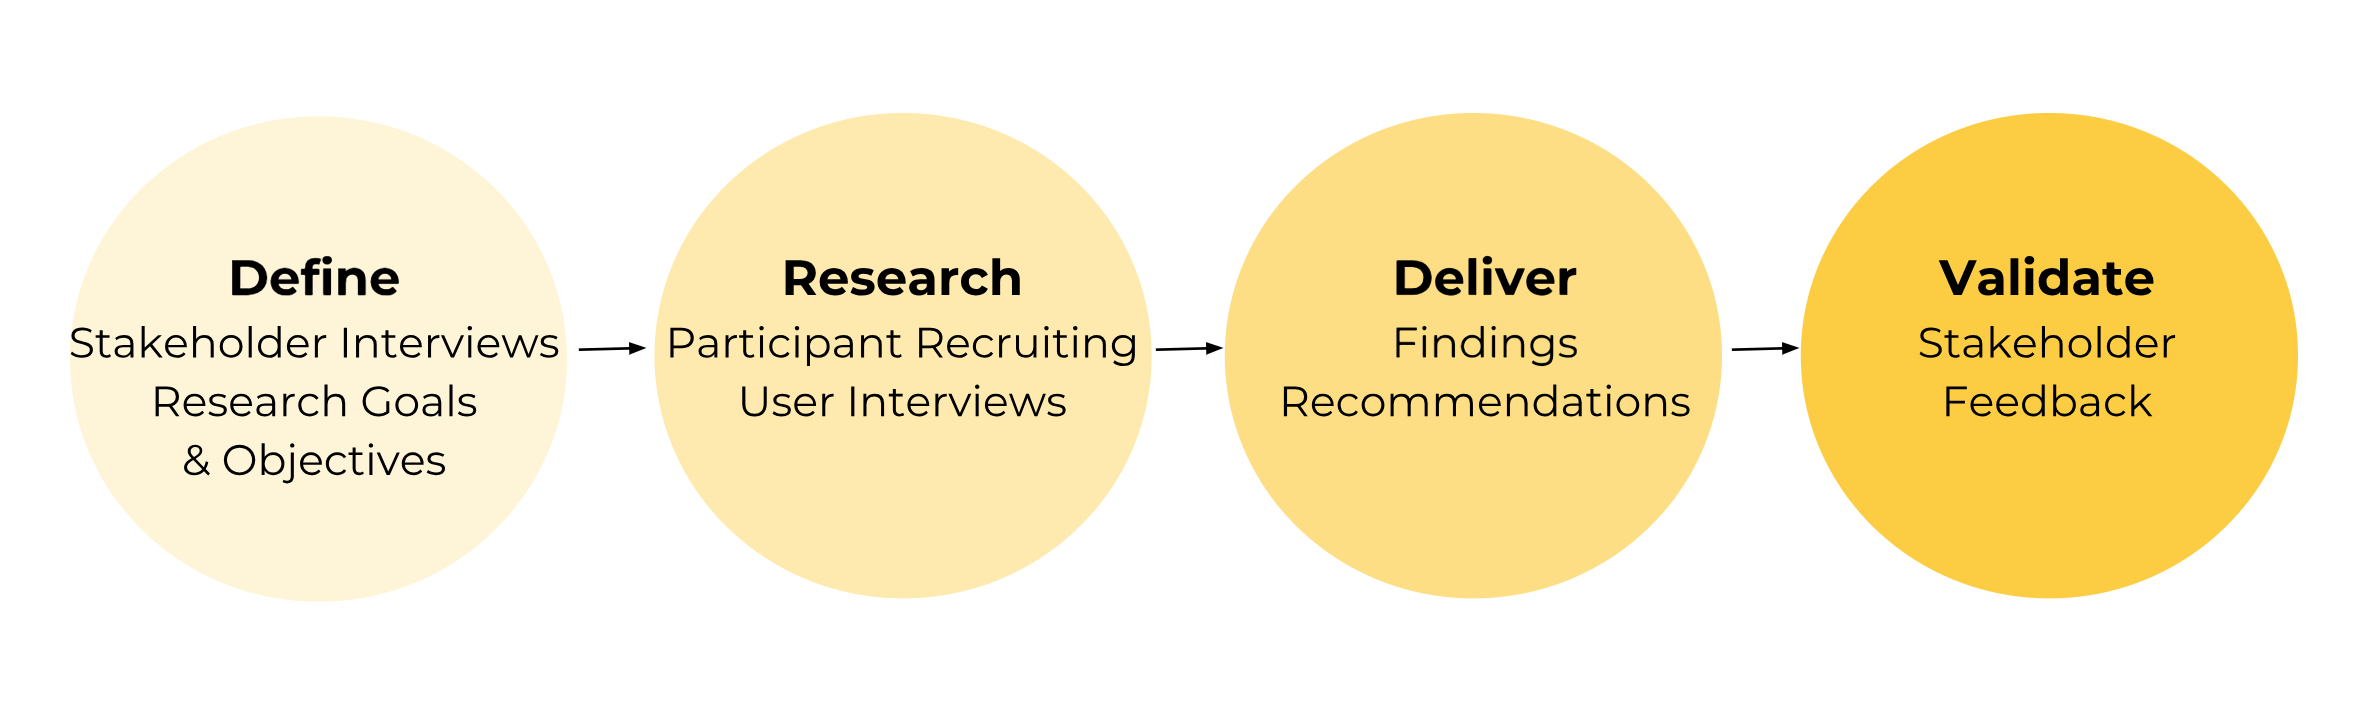 Define
Stakeholder Interviews
Research Goals
& Objectives
Research
Participant Recruiting
User Interviews
Deliver
Findings
Recommendations
Validate
Stakeholder
Feedback